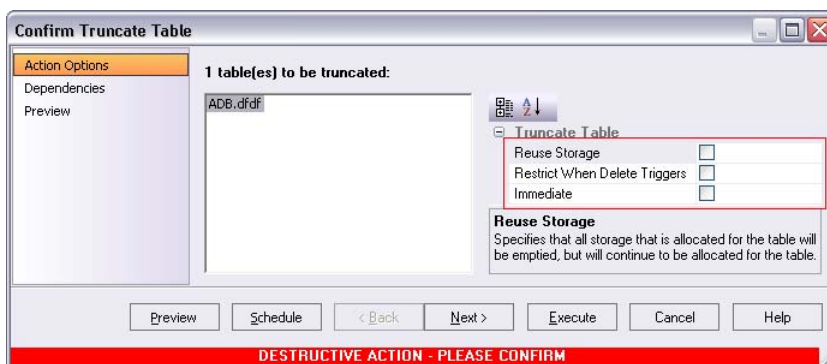 Confirm Truncate Table
Action Options
Dependencies
Preview
1 table(es) to be truncated:
ADB.dfdf
Truncate Table
Reuse Storage
Restrict When Delete Triggers
Immediate
Reuse Storage
Specifies that all storage that is allocated for the table will
be emptied, but will continue to be allocated for the table.
Preview
Schedule
< Back
Next >
Execute
Cancel
Help
DESTRUCTIVE ACTION - PLEASE CONFIRM